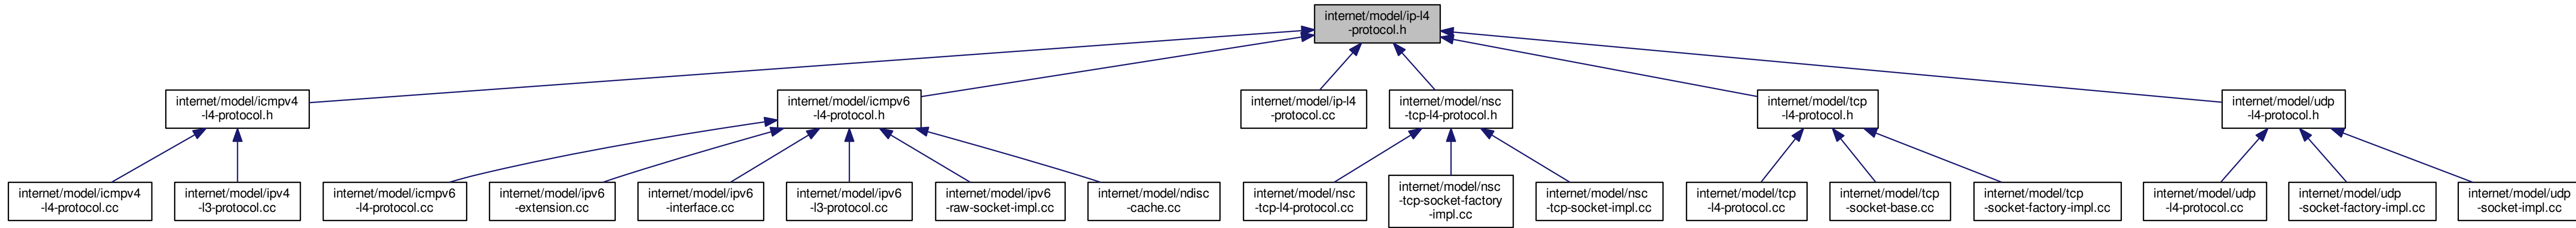 internet/model/ip-l4
-protocol.h
internet/model/icmpv4
-l4-protocol.h
internet/model/icmpv6
-l4-protocol.h
internet/model/ip-l4
-protocol.cc
internet/model/nsc
-tcp-l4-protocol.h
internet/model/tcp
-l4-protocol.h
internet/model/udp
-l4-protocol.h
internet/model/icmpv4
-l4-protocol.cc
internet/model/ipv4
-l3-protocol.cc
internet/model/icmpv6
-l4-protocol.cc
internet/model/ipv6
-extension.cc
internet/model/ipv6
-interface.cc
internet/model/ipv6
-l3-protocol.cc
internet/model/ipv6
-raw-socket-impl.cc
internet/model/ndisc
-cache.cc
internet/model/nsc
-tcp-l4-protocol.cc
internet/model/nsc
-tcp-socket-factory
-impl.cc
internet/model/nsc
-tcp-socket-impl.cc
internet/model/tcp
-l4-protocol.cc
internet/model/tcp
-socket-base.cc
internet/model/tcp
-socket-factory-impl.cc
internet/model/udp
-l4-protocol.cc
internet/model/udp
-socket-factory-impl.cc
internet/model/udp
-socket-impl.cc